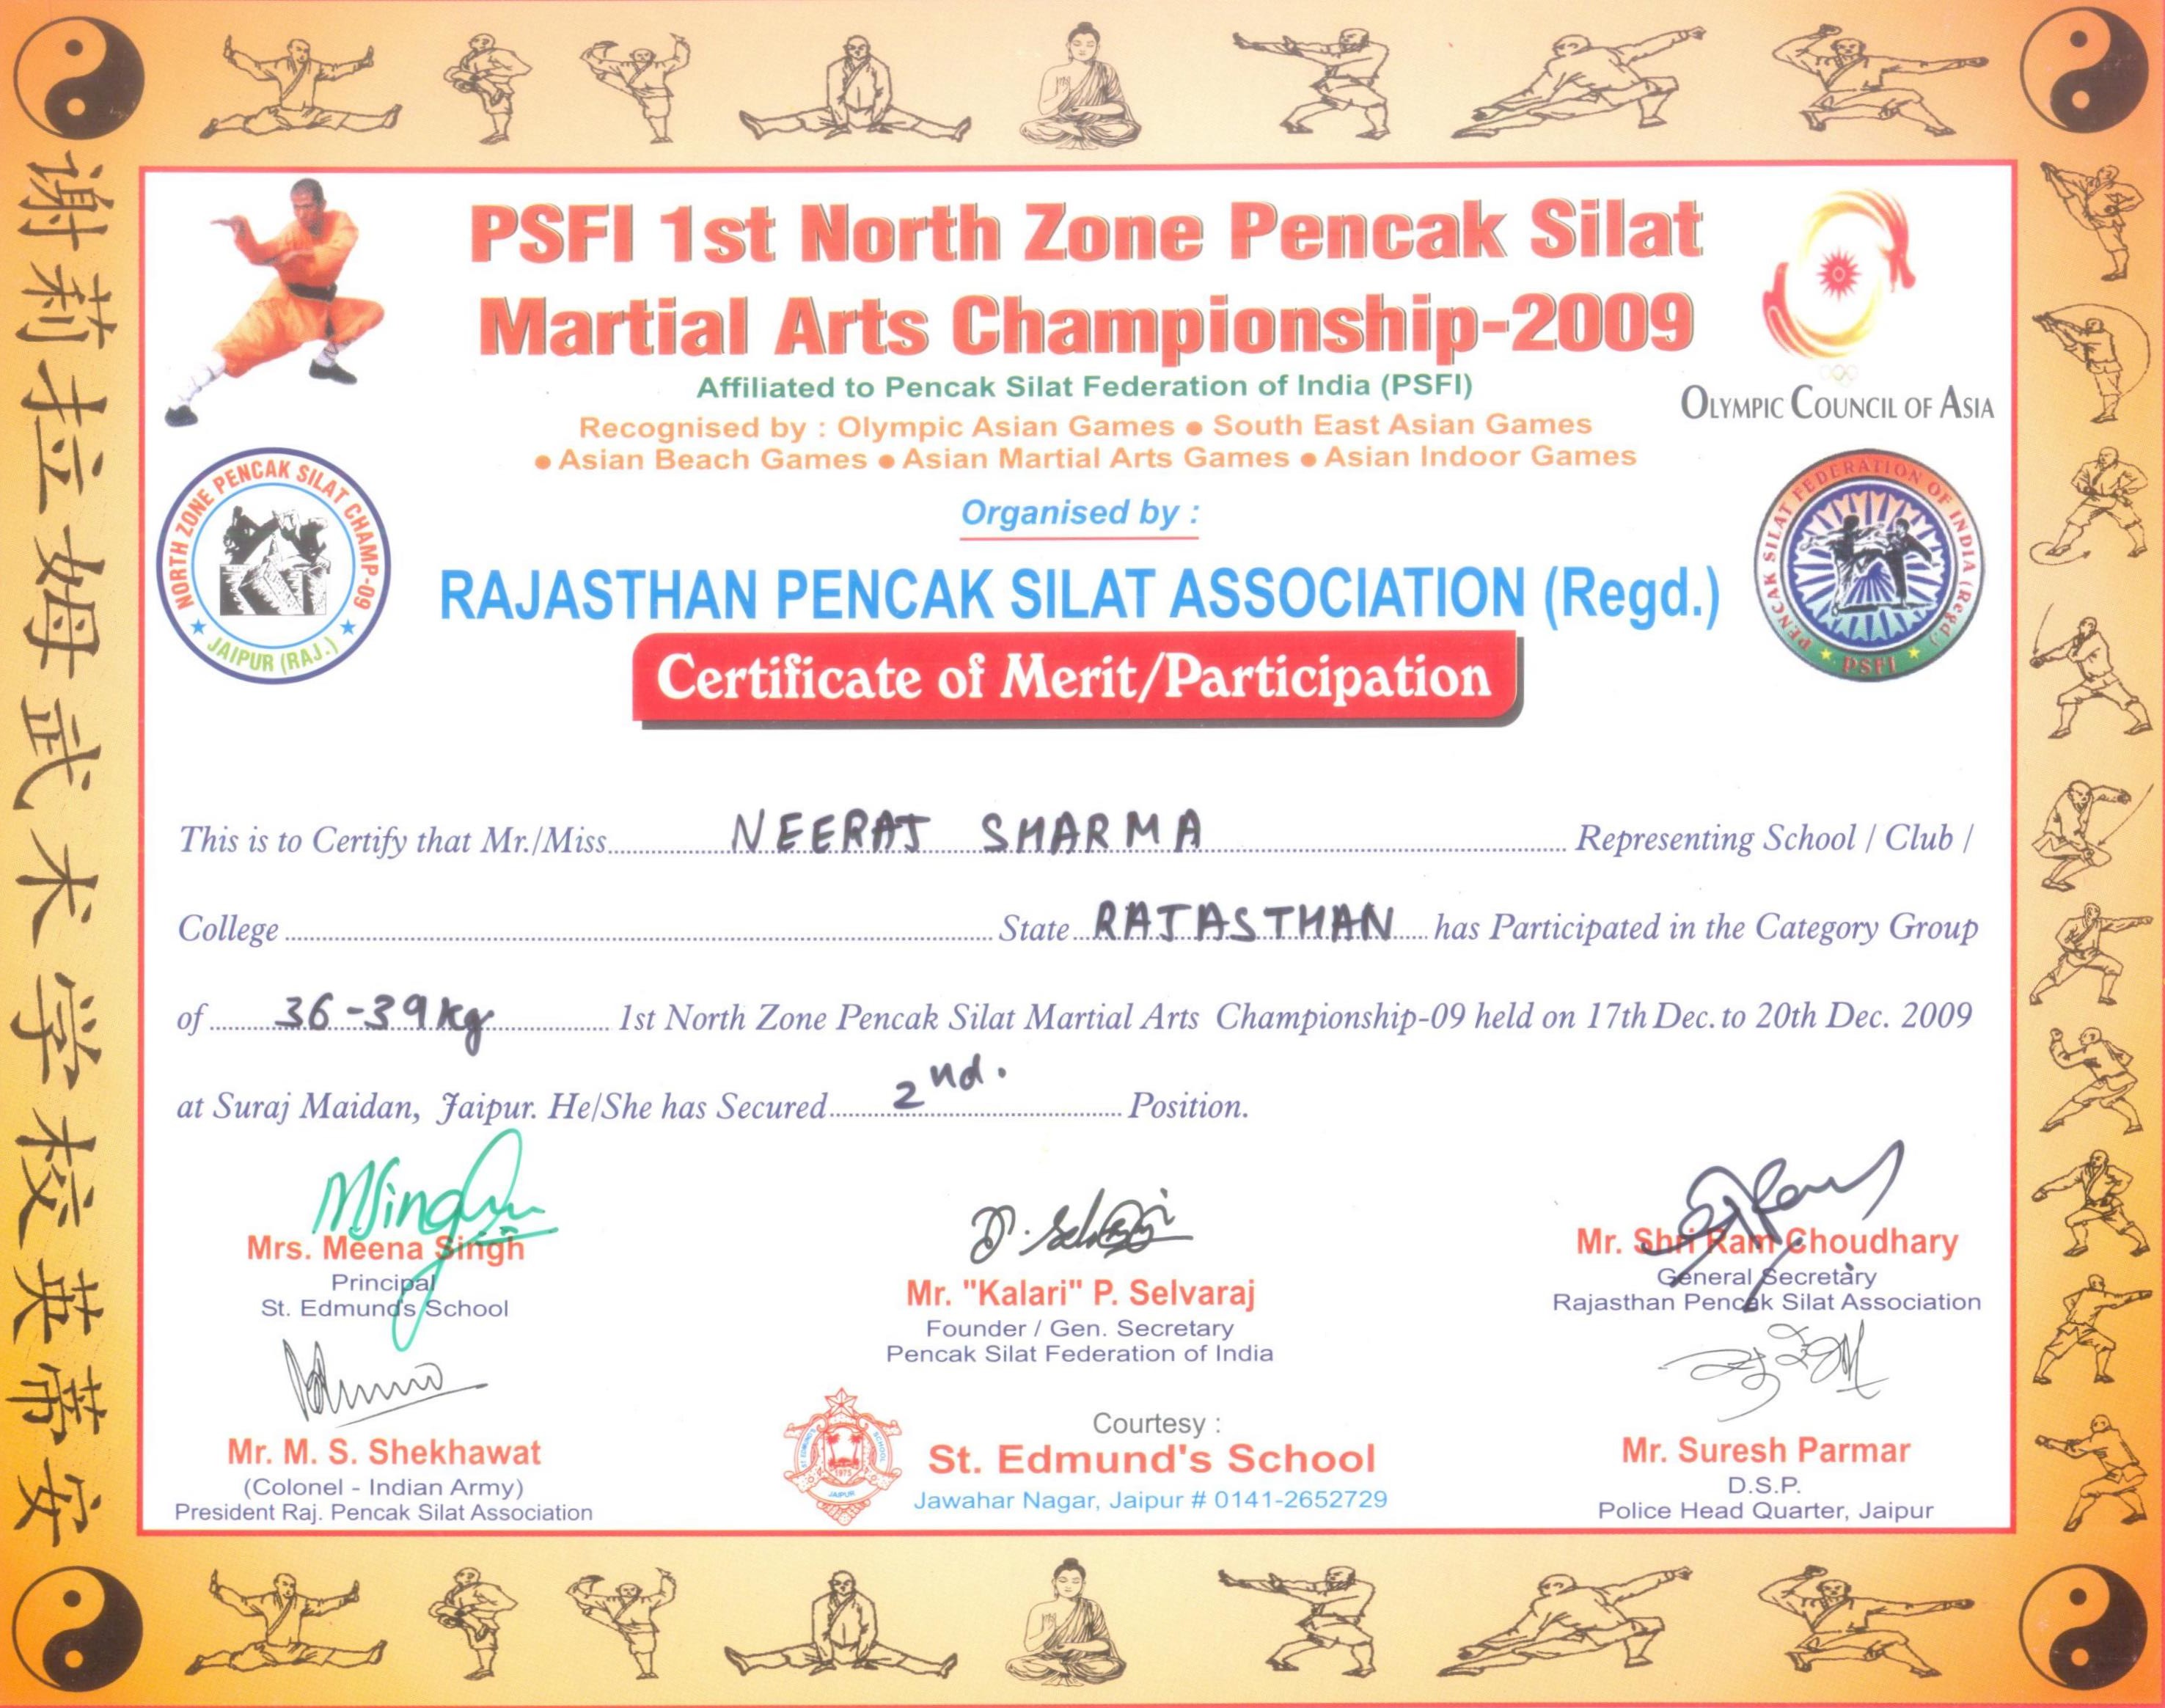 PSFI 1st North Zone Pencak Silat
Martial Arts Championship-2009
Affiliated to Pencak Silat Federation of India (PSFI)
Recognised by : Olympic Asian Games ● South East Asian Games
● Asian Beach Games ● Asian Martial Arts Games ● Asian Indoor Games
OLYMPIC COUNCIL OF ASIA
NORTH ZONE PENCAK SILAT CHAMP-09
★ JAIPUR (RAJ.) ★
PENCAK SILAT FEDERATION OF INDIA (Regd.)
★ PSFI ★
Organised by :
RAJASTHAN PENCAK SILAT ASSOCIATION (Regd.)
Certificate of Merit/Participation
This is to Certify that Mr./Miss NEERAJ SHARMA Representing School / Club /
College State RAJASTHAN has Participated in the Category Group
of 36-39 kg 1st North Zone Pencak Silat Martial Arts Championship-09 held on 17th Dec. to 20th Dec. 2009
at Suraj Maidan, Jaipur. He/She has Secured 2nd. Position.
MSingh
Mrs. Meena Singh
Principal
St. Edmund's School
P. Selvaraj
Mr. "Kalari" P. Selvaraj
Founder / Gen. Secretary
Pencak Silat Federation of India
Mr. Shri Ram Choudhary
General Secretary
Rajasthan Pencak Silat Association
Mr. M. S. Shekhawat
(Colonel - Indian Army)
President Raj. Pencak Silat Association
ST. EDMUND'S SCHOOL
1975
JAIPUR
Courtesy :
St. Edmund's School
Jawahar Nagar, Jaipur # 0141-2652729
Mr. Suresh Parmar
D.S.P.
Police Head Quarter, Jaipur
谢莉拉姆武术学校英蒂安